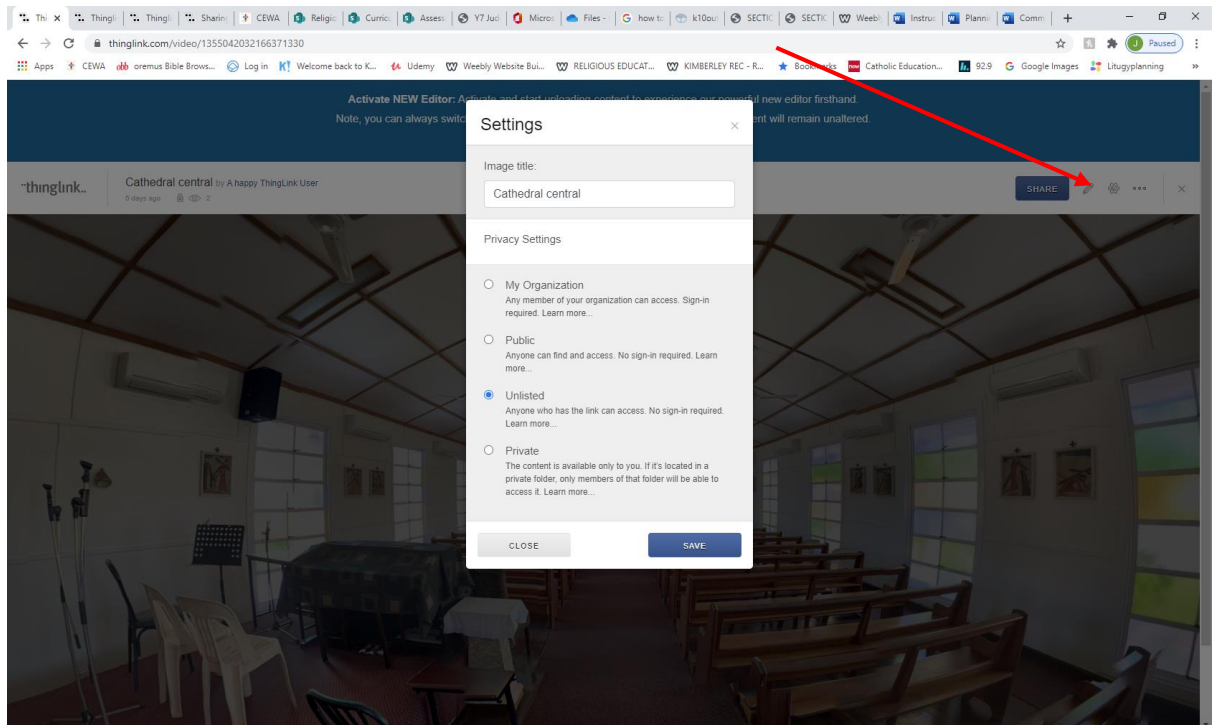 Thi Thingli Thingli Sharin CEWA Religio Curric Assess Y7 Jud Micros Files - how to k10out SECTIO SECTIO Weebl Instruc Planni Comm
thinglink.com/video/1355042032166371330 J Paused
Apps CEWA oremus Bible Brows... Log in Welcome back to K... Udemy Weebly Website Bui... RELIGIOUS EDUCAT... KIMBERLEY REC - R... Bookmarks Catholic Education... 92.9 Google Images Litugyplanning »
Activate NEW Editor: Activate and start uploading content to experience our powerful new editor firsthand.
Note, you can always switc ent will remain unaltered.
Settings
Image title:
Cathedral central
thinglink.. Cathedral central by A happy ThingLink User SHARE
5 days ago 2
Privacy Settings
My Organization
Any member of your organization can access. Sign-in
required. Learn more...
Public
Anyone can find and access. No sign-in required. Learn
more...
Unlisted
Anyone who has the link can access. No sign-in required.
Learn more...
Private
The content is available only to you. If it's located in a
private folder, only members of that folder will be able to
access it. Learn more...
CLOSE SAVE